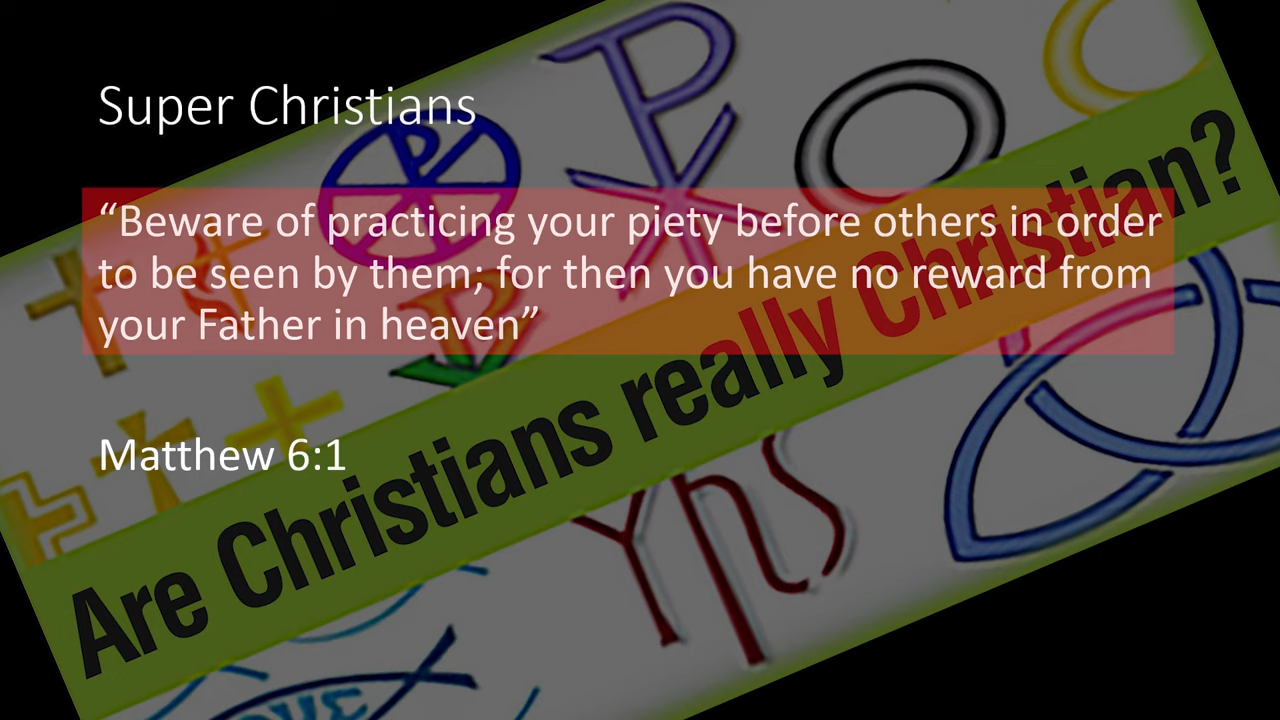 Super Christians
“Beware of practicing your piety before others in order
to be seen by them; for then you have no reward from
your Father in heaven”
Matthew 6:1
Are Christians really Christian?